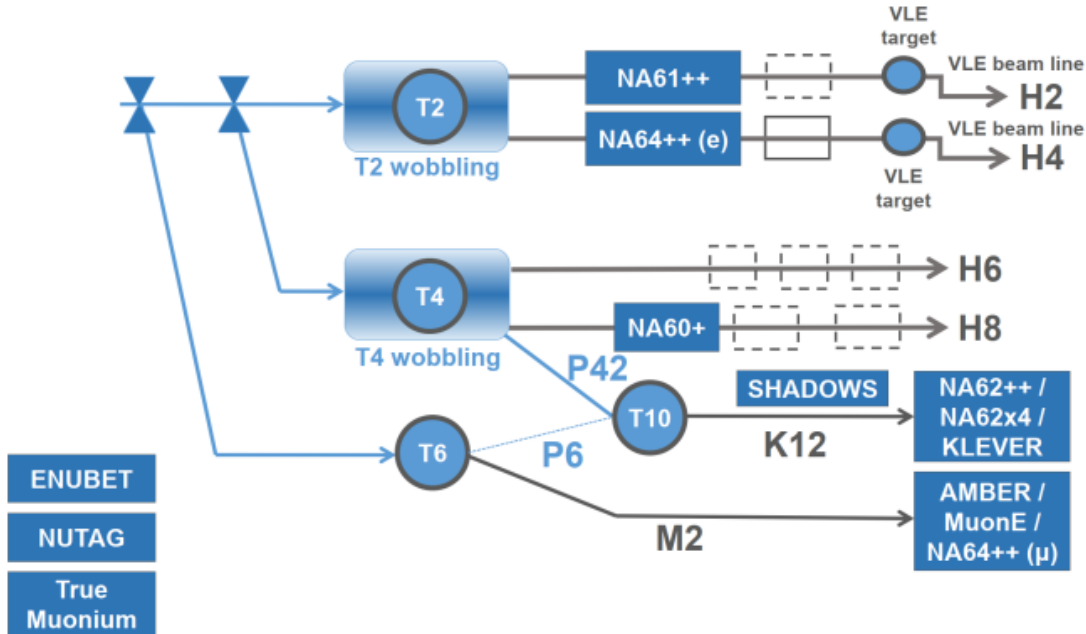 VLE
target
VLE beam line
NA61++
H2
T2
VLE beam line
NA64++ (e)
H4
T2 wobbling
VLE
target
T4
H6
NA60+
H8
T4 wobbling
P42
SHADOWS
NA62++ /
NA62x4 /
KLEVER
T10
K12
T6
P6
ENUBET
AMBER /
MuonE /
NA64++ (μ)
M2
NUTAG
True
Muonium